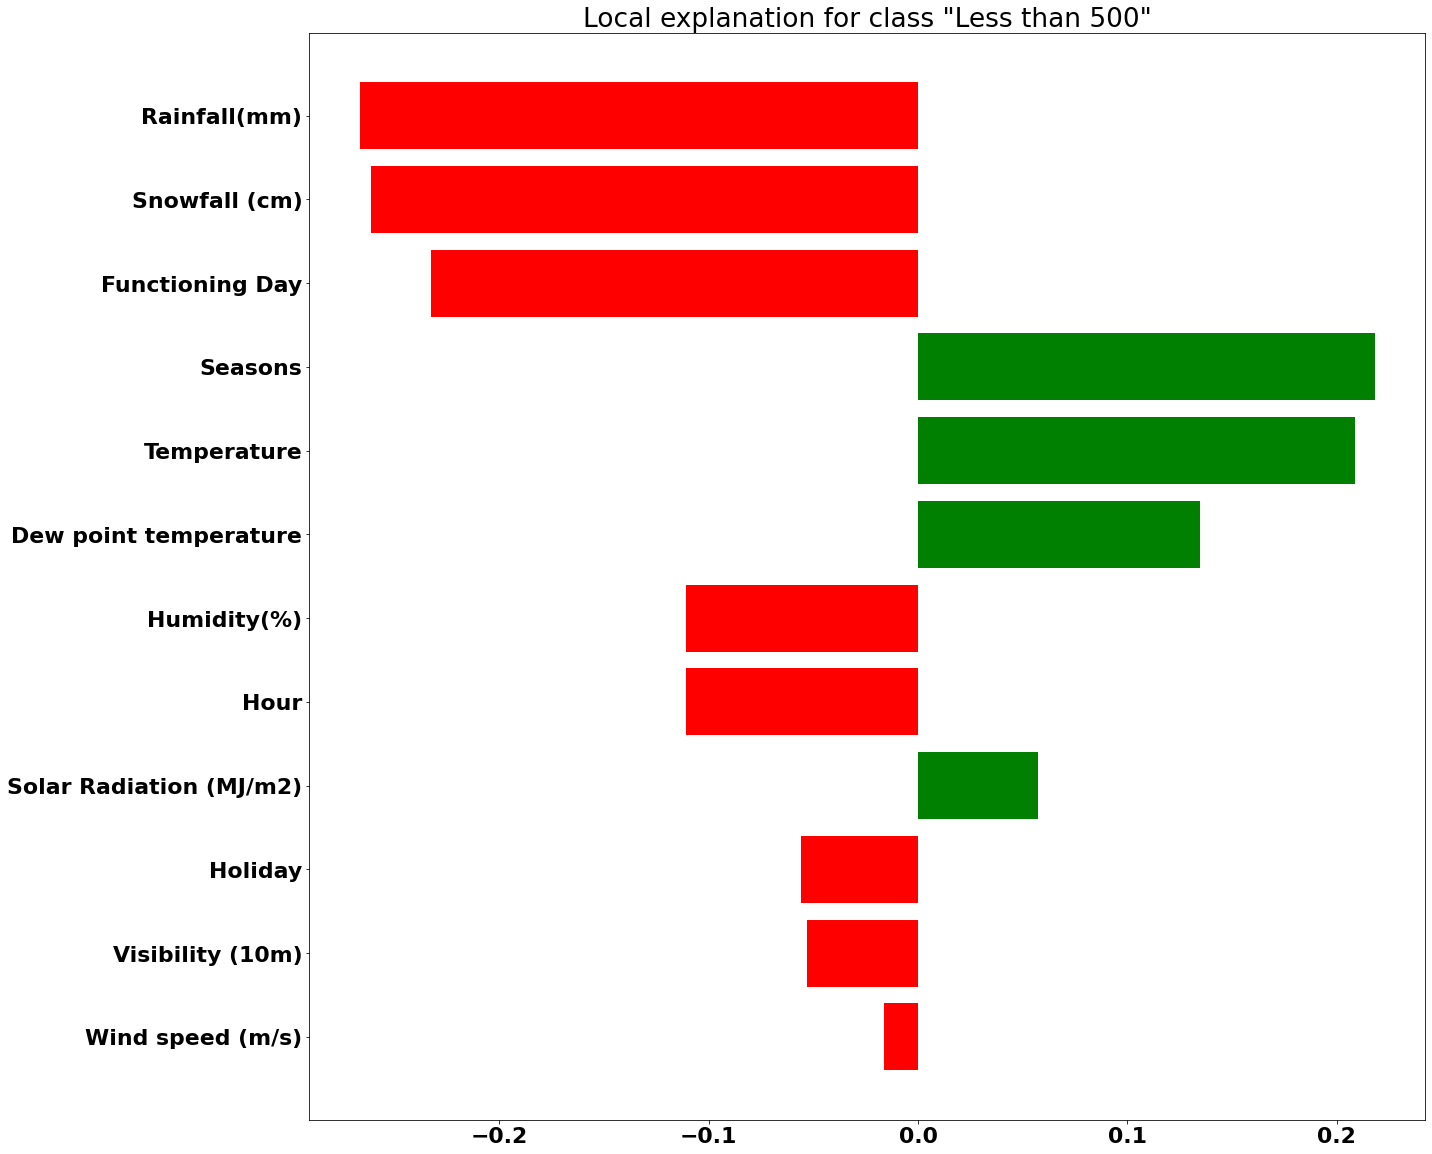 Local explanation for class "Less than 500"
Rainfall(mm)
Snowfall (cm)
Functioning Day
Seasons
Temperature
Dew point temperature
Humidity(%)
Hour
Solar Radiation (MJ/m2)
Holiday
Visibility (10m)
Wind speed (m/s)
−0.2 −0.1 0.0 0.1 0.2